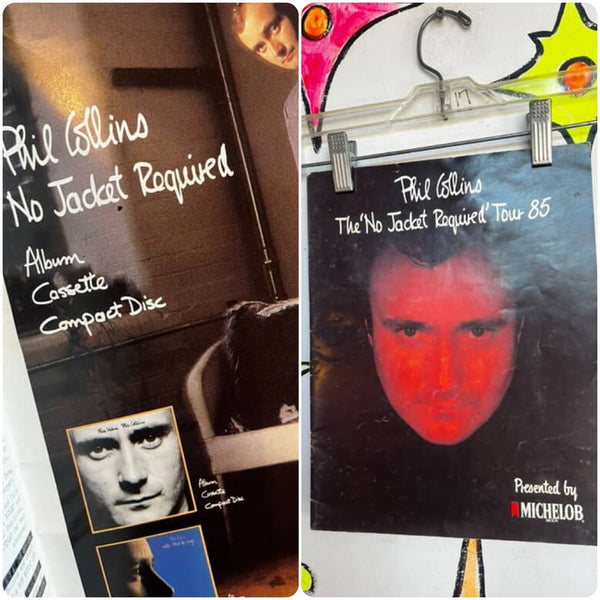 Phil Collins
No Jacket Required
Album
Cassette
Compact Disc
Album
Cassette
Compact Disc
Phil Collins
The 'No Jacket Required' Tour 85
Presented by
MICHELOB